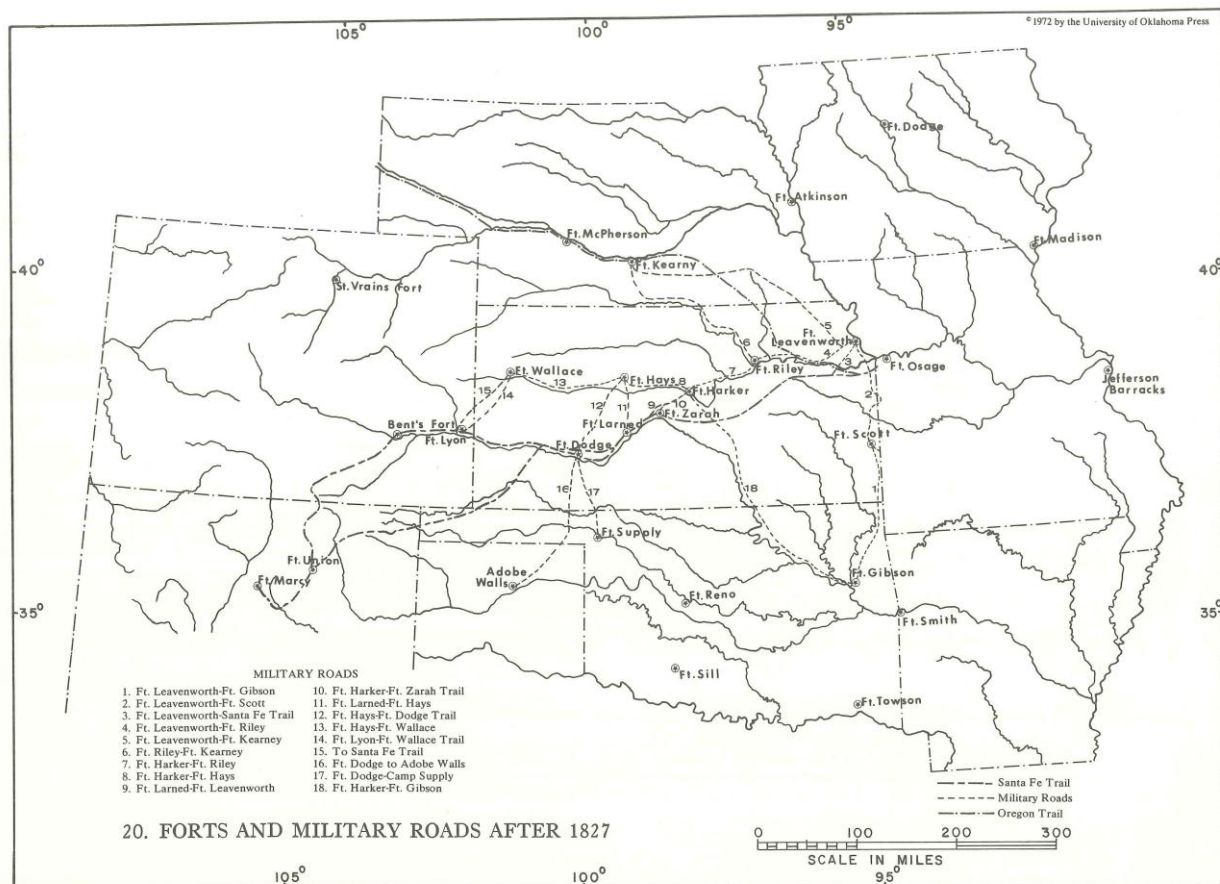 © 1972 by the University of Oklahoma Press
105°
100°
95°
Ft. Dodge
Ft. Atkinson
Ft. McPherson
Ft. Madison
Ft. Kearny
40°
40°
St. Vrains Fort
5
Ft.
Leavenworth
6
4
3
Ft. Riley
Ft. Osage
Ft. Wallace
13
Ft. Hays
8
7
Ft. Harker
Jefferson
Barracks
15
14
12
11
9
10
Ft. Zarah
2
Bent's Fort
Ft. Lyon
Ft. Larned
Ft. Scott
Ft. Dodge
16
17
18
1
Ft. Supply
Ft. Union
Ft. Marcy
Adobe
Walls
Ft. Gibson
Ft. Reno
35°
35°
Ft. Smith
Ft. Sill
Ft. Towson
MILITARY ROADS
1. Ft. Leavenworth-Ft. Gibson
2. Ft. Leavenworth-Ft. Scott
3. Ft. Leavenworth-Santa Fe Trail
4. Ft. Leavenworth-Ft. Riley
5. Ft. Leavenworth-Ft. Kearney
6. Ft. Riley-Ft. Kearney
7. Ft. Harker-Ft. Riley
8. Ft. Harker-Ft. Hays
9. Ft. Larned-Ft. Leavenworth
10. Ft. Harker-Ft. Zarah Trail
11. Ft. Larned-Ft. Hays
12. Ft. Hays-Ft. Dodge Trail
13. Ft. Hays-Ft. Wallace
14. Ft. Lyon-Ft. Wallace Trail
15. To Santa Fe Trail
16. Ft. Dodge to Adobe Walls
17. Ft. Dodge-Camp Supply
18. Ft. Harker-Ft. Gibson
Santa Fe Trail
Military Roads
Oregon Trail
20. FORTS AND MILITARY ROADS AFTER 1827
0 100 200 300
SCALE IN MILES
105°
100°
95°